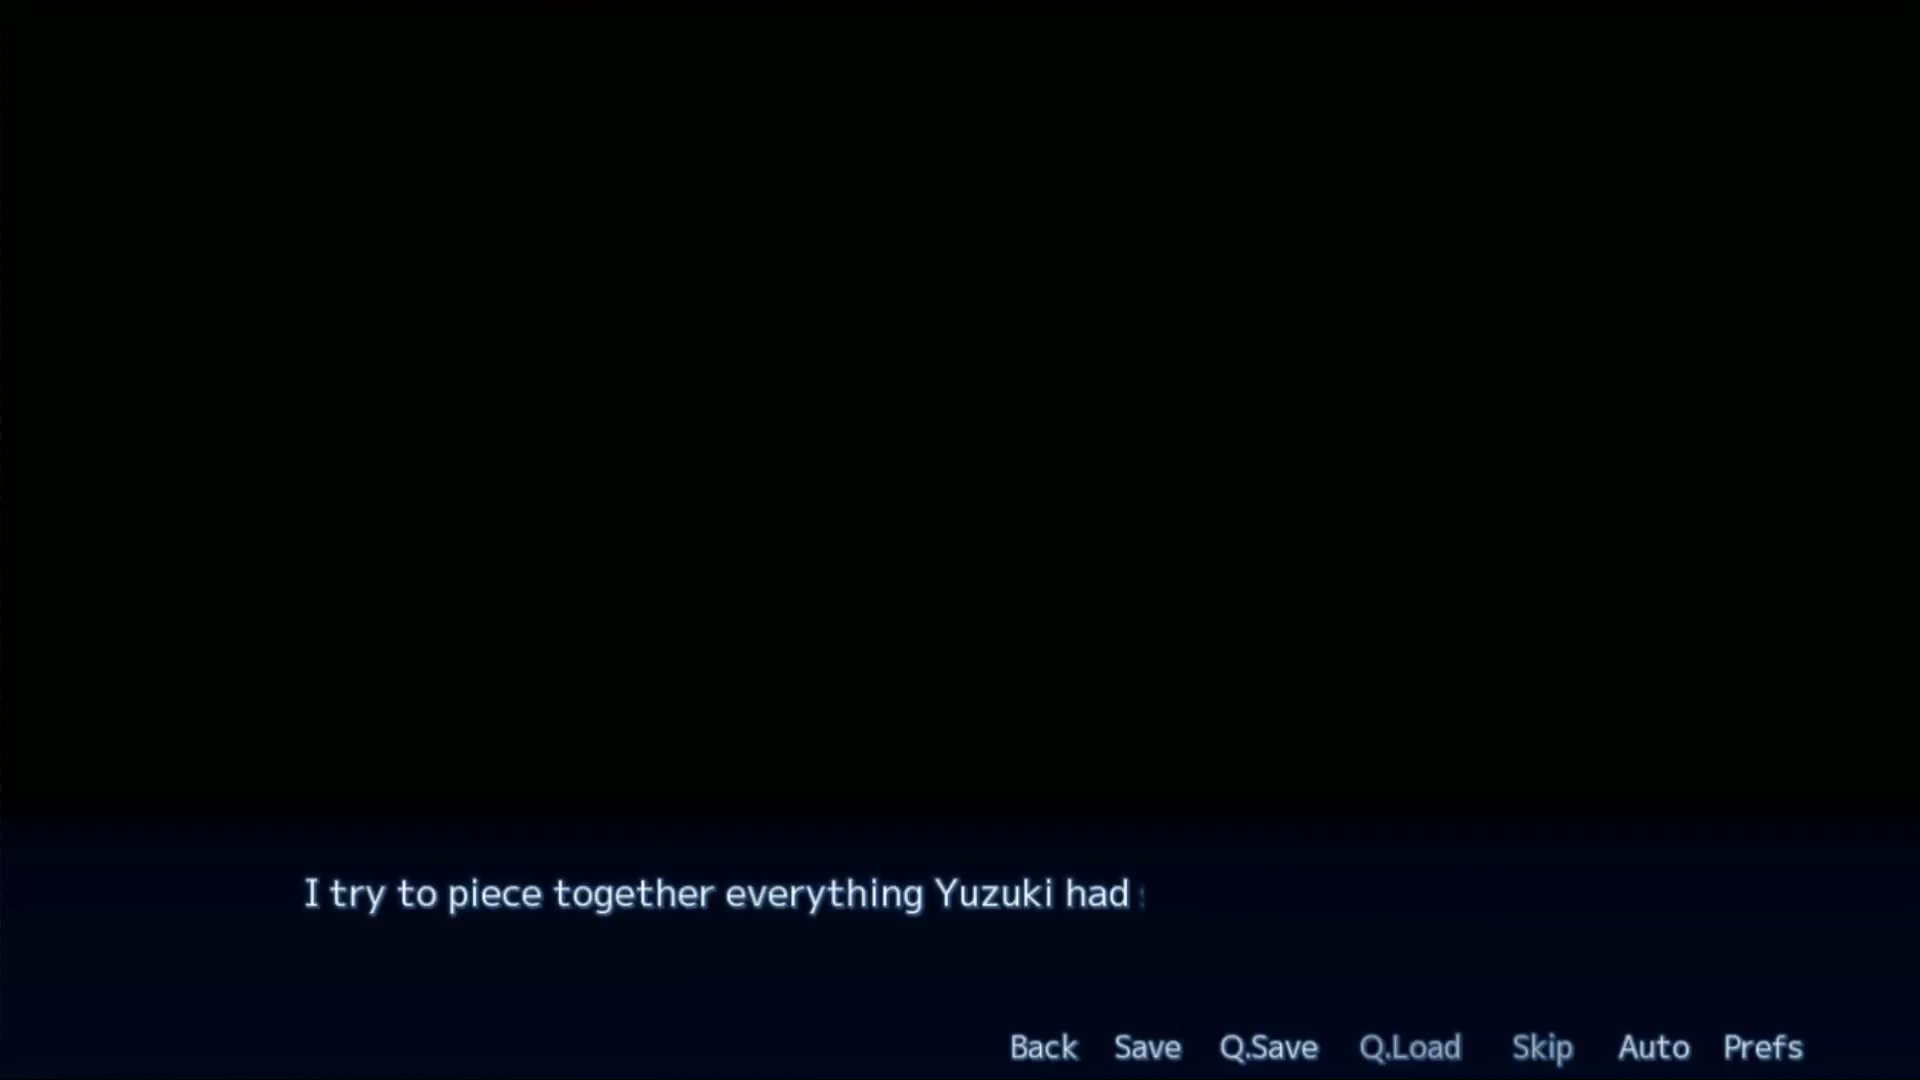 I try to piece together everything Yuzuki had
Back Save Q.Save Q.Load Skip Auto Prefs